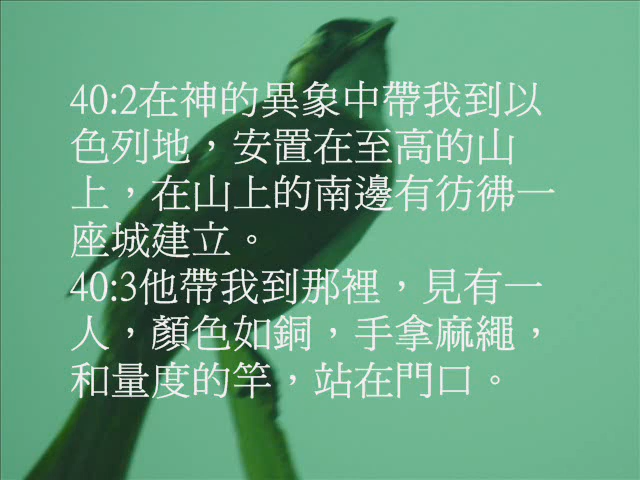 40:2在神的異象中帶我到以
色列地，安置在至高的山
上，在山上的南邊有彷彿一
座城建立。
40:3他帶我到那裡，見有一
人，顏色如銅，手拿麻繩，
和量度的竿，站在門口。